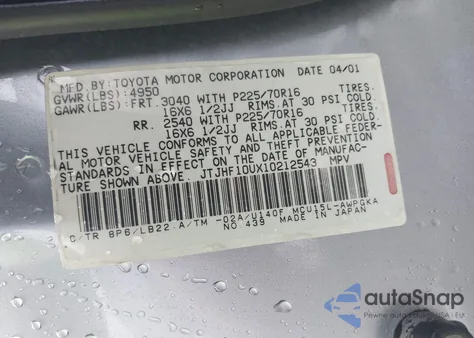 MFD.BY:TOYOTA MOTOR CORPORATION DATE 04/01
GVWR(LBS):4950
GAWR(LBS):FRT.3040 WITH P225/70R16 TIRES,
16X6 1/2JJ RIMS.AT 30 PSI COLD
RR. 2540 WITH P225/70R16 TIRES,
16X6 1/2JJ RIMS.AT 30 PSI COLD
THIS VEHICLE CONFORMS TO ALL APPLICABLE FEDER-
AL MOTOR VEHICLE SAFETY AND THEFT PREVENTION
STANDARDS IN EFFECT ON THE DATE OF MANUFAC-
TURE SHOWN ABOVE. JTJHF10UX10212543 MPV
C/TR 8P6/LB22 A/TM -02A/U140F MCU15L-AWPGKA
NO.439 MADE IN JAPAN
autoSnap
Pewne auto z USA i EU